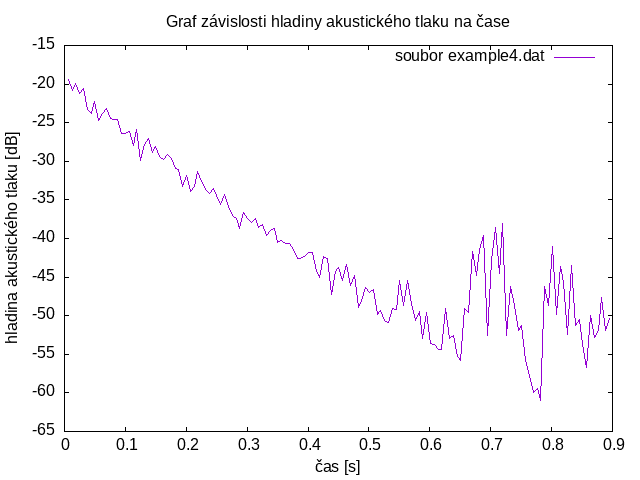 Graf závislosti hladiny akustického tlaku na čase
soubor example4.dat
hladina akustického tlaku [dB]
-15
-20
-25
-30
-35
-40
-45
-50
-55
-60
-65
0 0.1 0.2 0.3 0.4 0.5 0.6 0.7 0.8 0.9
čas [s]